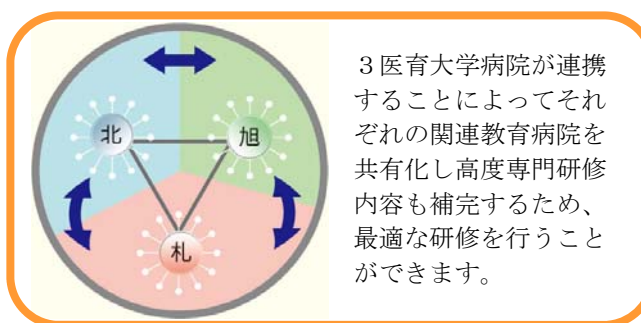 北
旭
札
３医育大学病院が連携
することによってそれ
ぞれの関連教育病院を
共有化し高度専門研修
内容も補完するため、
最適な研修を行うこと
ができます。